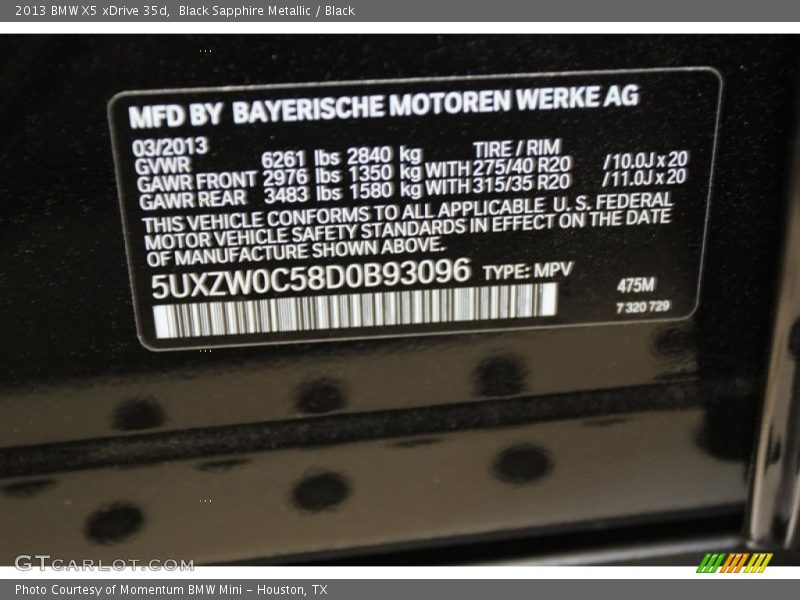 2013 BMW X5 xDrive 35d,  Black Sapphire Metallic / Black
MFD BY BAYERISCHE MOTOREN WERKE AG
03/2013 TIRE / RIM
GVWR 6261 lbs 2840 kg
GAWR FRONT 2976 lbs 1350 kg WITH 275/40 R20 /10.0J x 20
GAWR REAR 3483 lbs 1580 kg WITH 315/35 R20 /11.0J x 20
THIS VEHICLE CONFORMS TO ALL APPLICABLE U. S. FEDERAL
MOTOR VEHICLE SAFETY STANDARDS IN EFFECT ON THE DATE
OF MANUFACTURE SHOWN ABOVE.
5UXZW0C58D0B93096 TYPE: MPV
475M
7 320 729
GTCARLOT.COM
Photo Courtesy of Momentum BMW Mini - Houston, TX